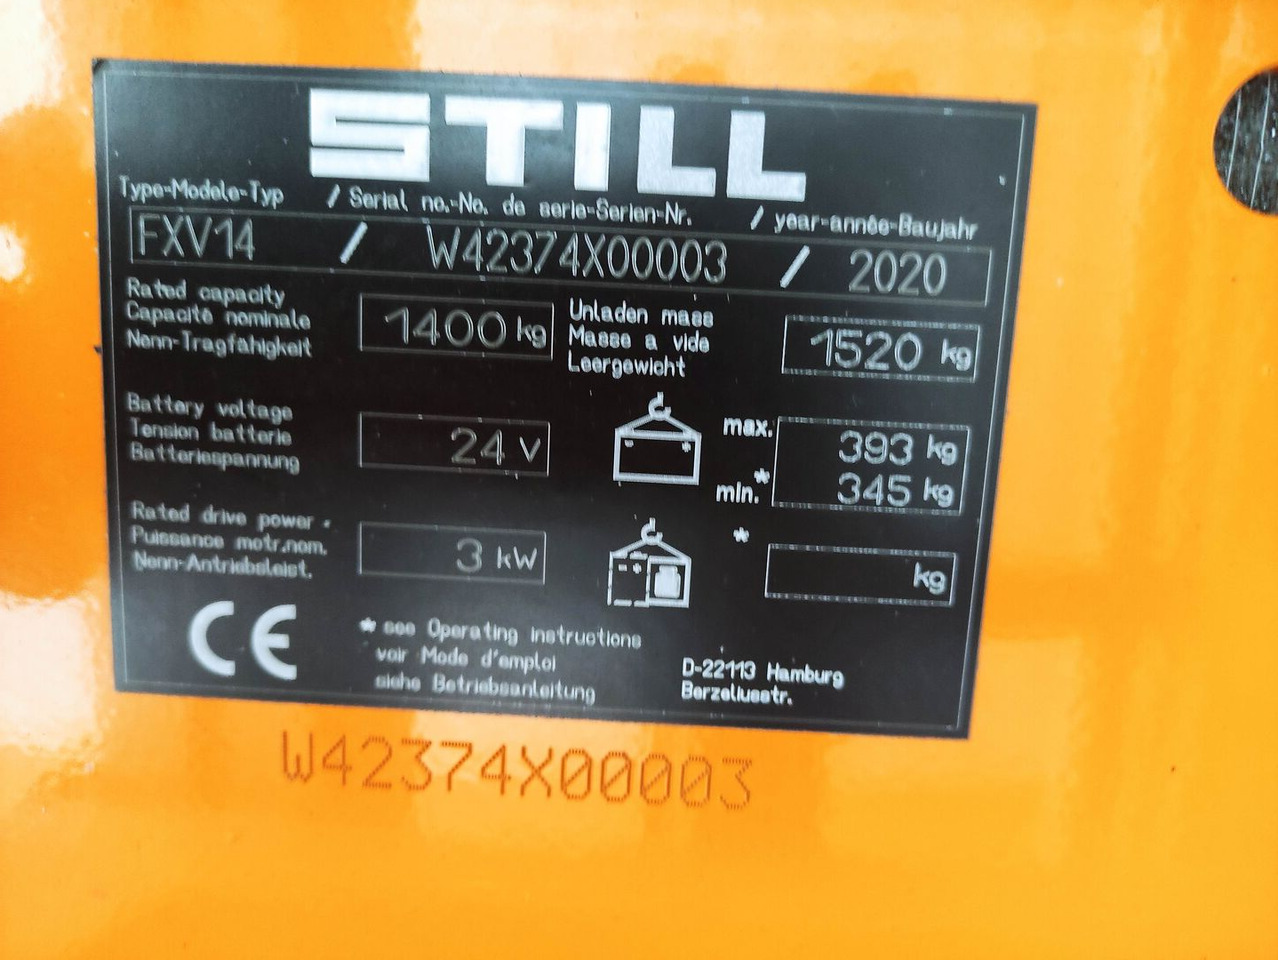 STILL
Type-Modele-Typ / Serial no.-No. de serie-Serien-Nr. / year-année-Baujahr
FXV14 / W42374X00003 / 2020
Rated capacity
Capacité nominale
Nenn-Tragfähigkeit
1400 kg
Unladen mass
Masse a vide
Leergewicht
1520 kg
Battery voltage
Tension batterie
Batteriespannung
24 V
max. 393 kg
min.* 345 kg
Rated drive power
Puissance motr.nom.
Nenn-Antriebsleist.
3 kW
* kg
CE
* see Operating instructions
voir Mode d'emploi
siehe Betriebsanleitung
D-22113 Hamburg
Berzeliusstr.
W42374X00003